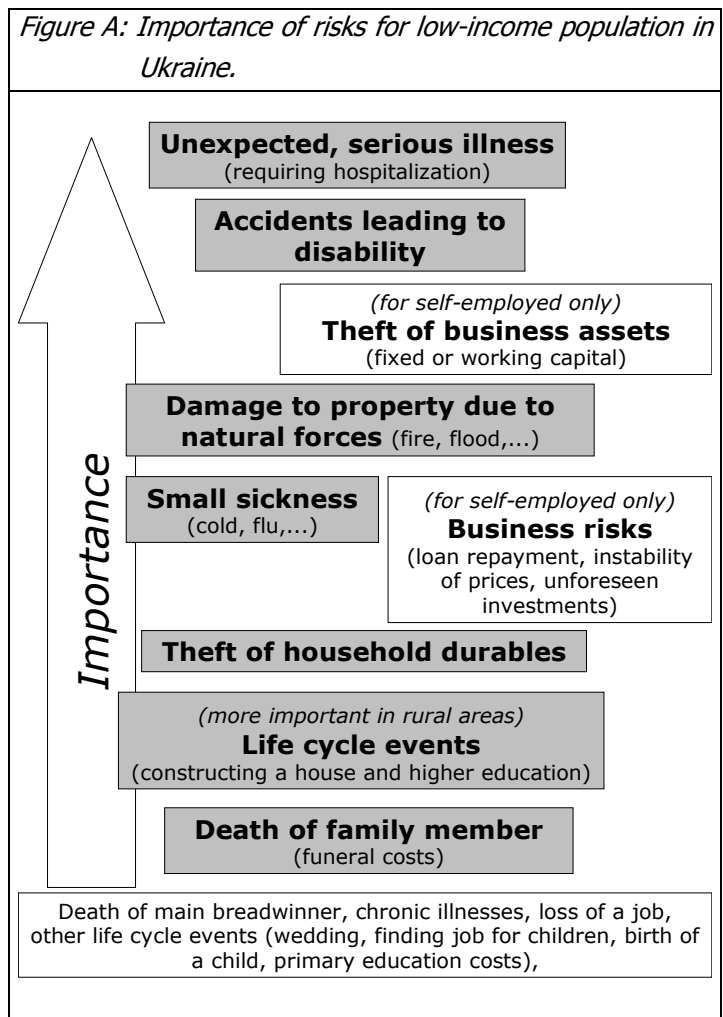 Figure A: Importance of risks for low-income population in
Ukraine.
Unexpected, serious illness
(requiring hospitalization)
Accidents leading to
disability
(for self-employed only)
Theft of business assets
(fixed or working capital)
Damage to property due to
natural forces (fire, flood,...)
Small sickness
(cold, flu,...)
(for self-employed only)
Business risks
(loan repayment, instability
of prices, unforeseen
investments)
Importance
Theft of household durables
(more important in rural areas)
Life cycle events
(constructing a house and higher education)
Death of family member
(funeral costs)
Death of main breadwinner, chronic illnesses, loss of a job,
other life cycle events (wedding, finding job for children, birth of
a child, primary education costs),